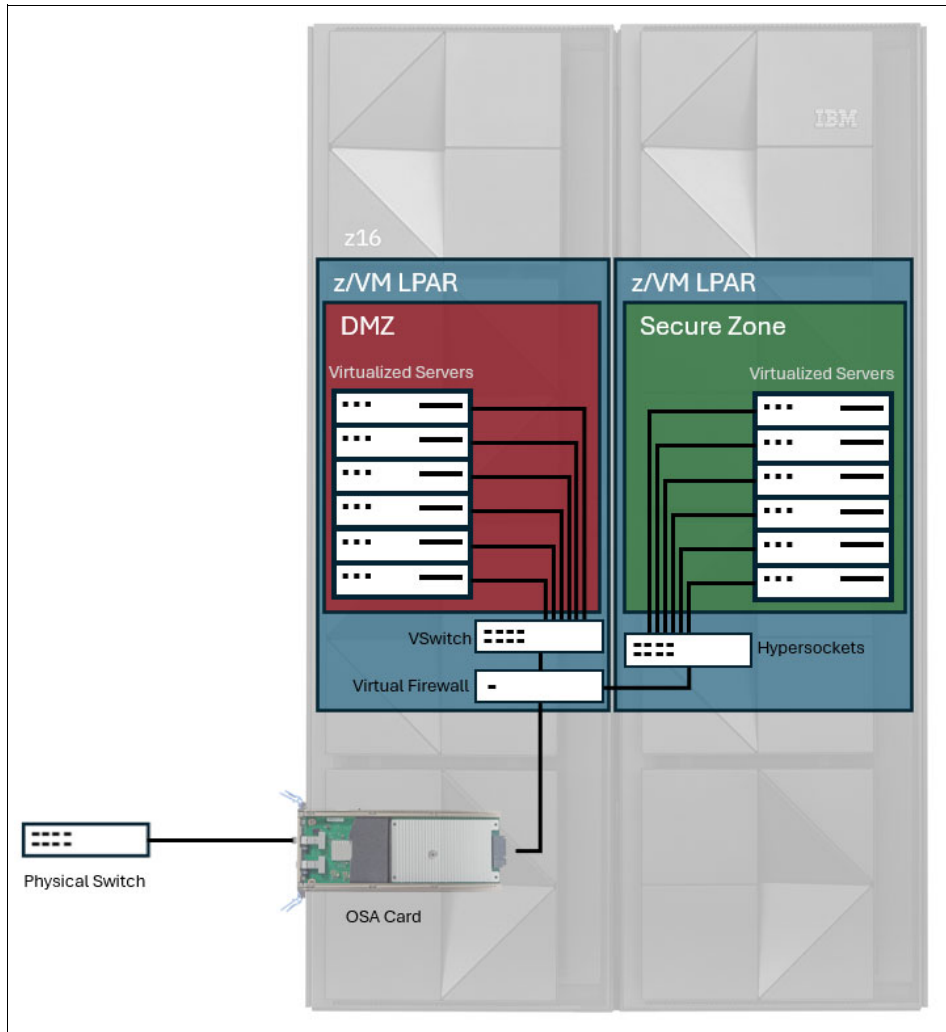 IBM
z16
z/VM LPAR
DMZ
Virtualized Servers
VSwitch
Virtual Firewall
z/VM LPAR
Secure Zone
Virtualized Servers
Hypersockets
Physical Switch
OSA Card